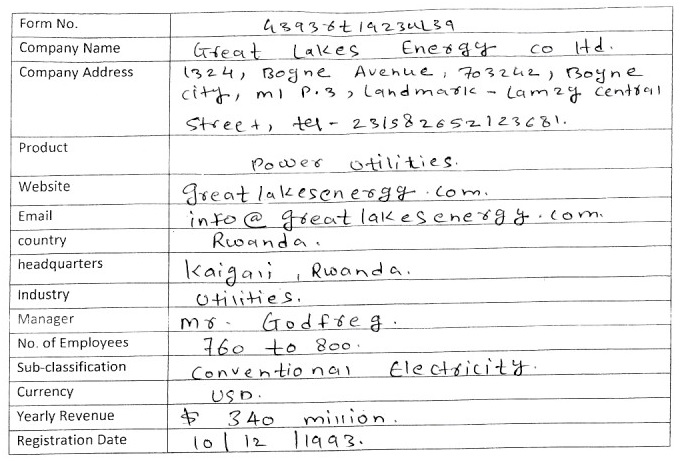 Form No. 43936t19234L39
Company Name Great Lakes Energy co ltd.
Company Address 1324, Boyne Avenue, 703242, Boyne
city, MI P.3, Landmark - Lamzy Central
Street, tel - 231582652123681.
Product Power utilities.
Website greatlakesenergy.com.
Email info@greatlakesenergy.com.
country Rwanda.
headquarters Kaigali, Rwanda.
Industry Utilities.
Manager Mr. Godfreg.
No. of Employees 760 to 800.
Sub-classification Conventional Electricity.
Currency USD.
Yearly Revenue $ 340 million.
Registration Date 10/12/1993.